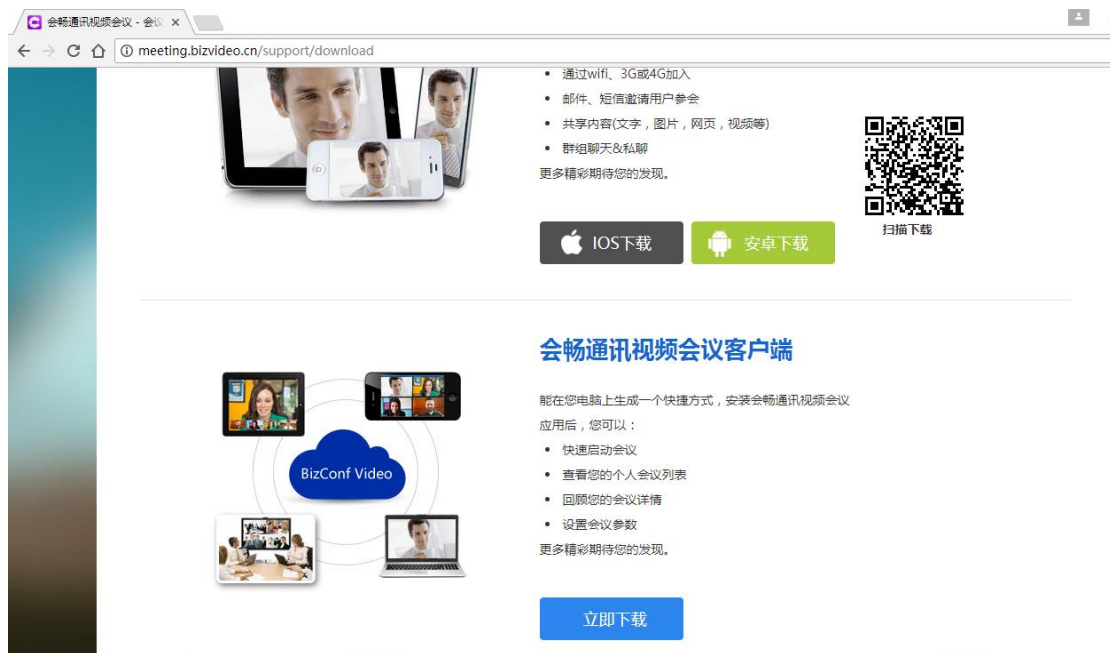 会畅通讯视频会议 - 会议
meeting.bizvideo.cn/support/download
通过wifi、3G或4G加入
邮件、短信邀请用户参会
共享内容(文字，图片，网页，视频等)
群组聊天&私聊
更多精彩期待您的发现。
IOS下载
安卓下载
扫描下载
会畅通讯视频会议客户端
能在您电脑上生成一个快捷方式，安装会畅通讯视频会议
应用后，您可以：
快速启动会议
查看您的个人会议列表
回顾您的会议详情
设置会议参数
更多精彩期待您的发现。
BizConf Video
立即下载